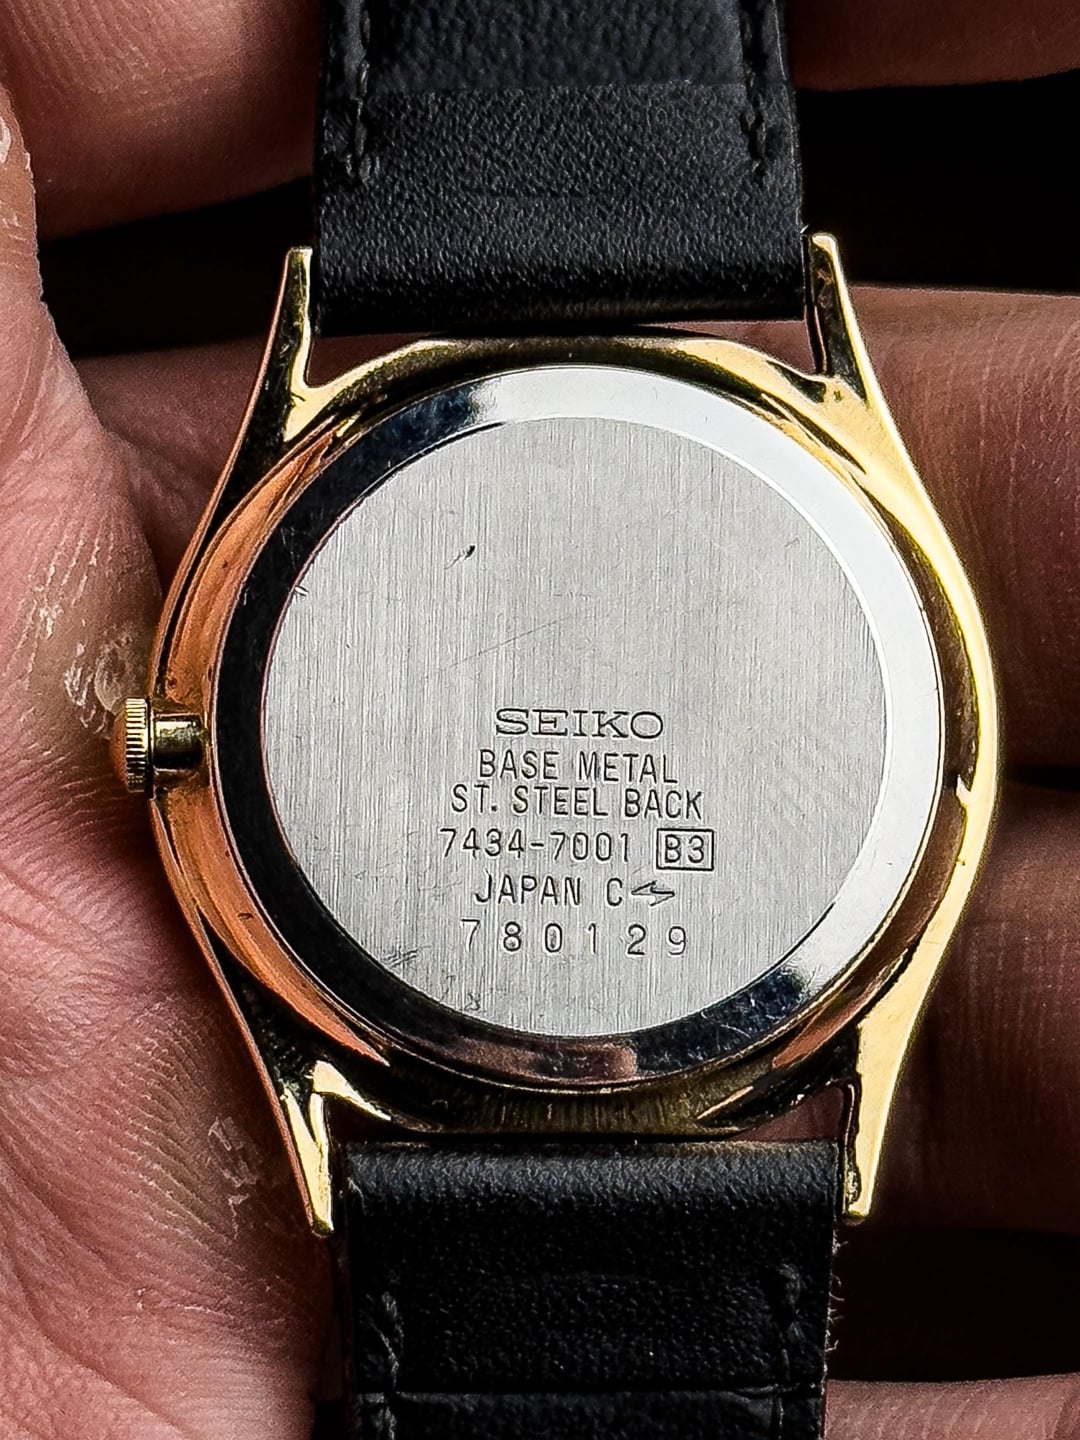 SEIKO
BASE METAL
ST. STEEL BACK
7434-7001 B3
JAPAN C
780129